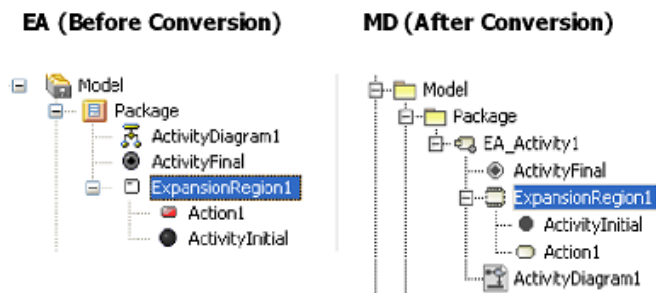 EA (Before Conversion)
Model
Package
ActivityDiagram1
ActivityFinal
ExpansionRegion1
Action1
ActivityInitial
MD (After Conversion)
Model
Package
EA_Activity1
ActivityFinal
ExpansionRegion1
ActivityInitial
Action1
ActivityDiagram1